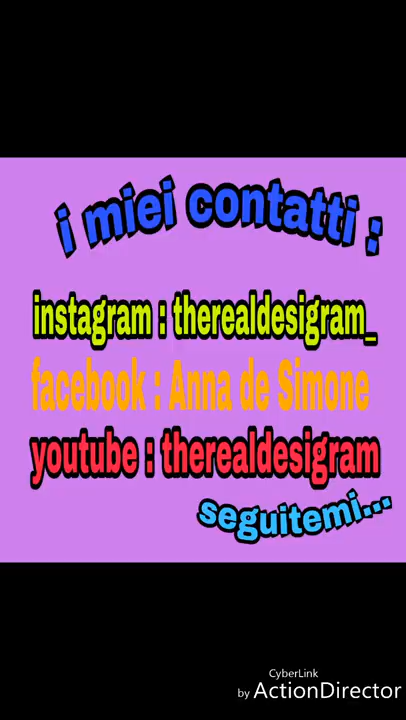 i miei contatti :
instagram : therealdesigram_
facebook : Anna de Simone
youtube : therealdesigram
seguitemi...
CyberLink
by ActionDirector